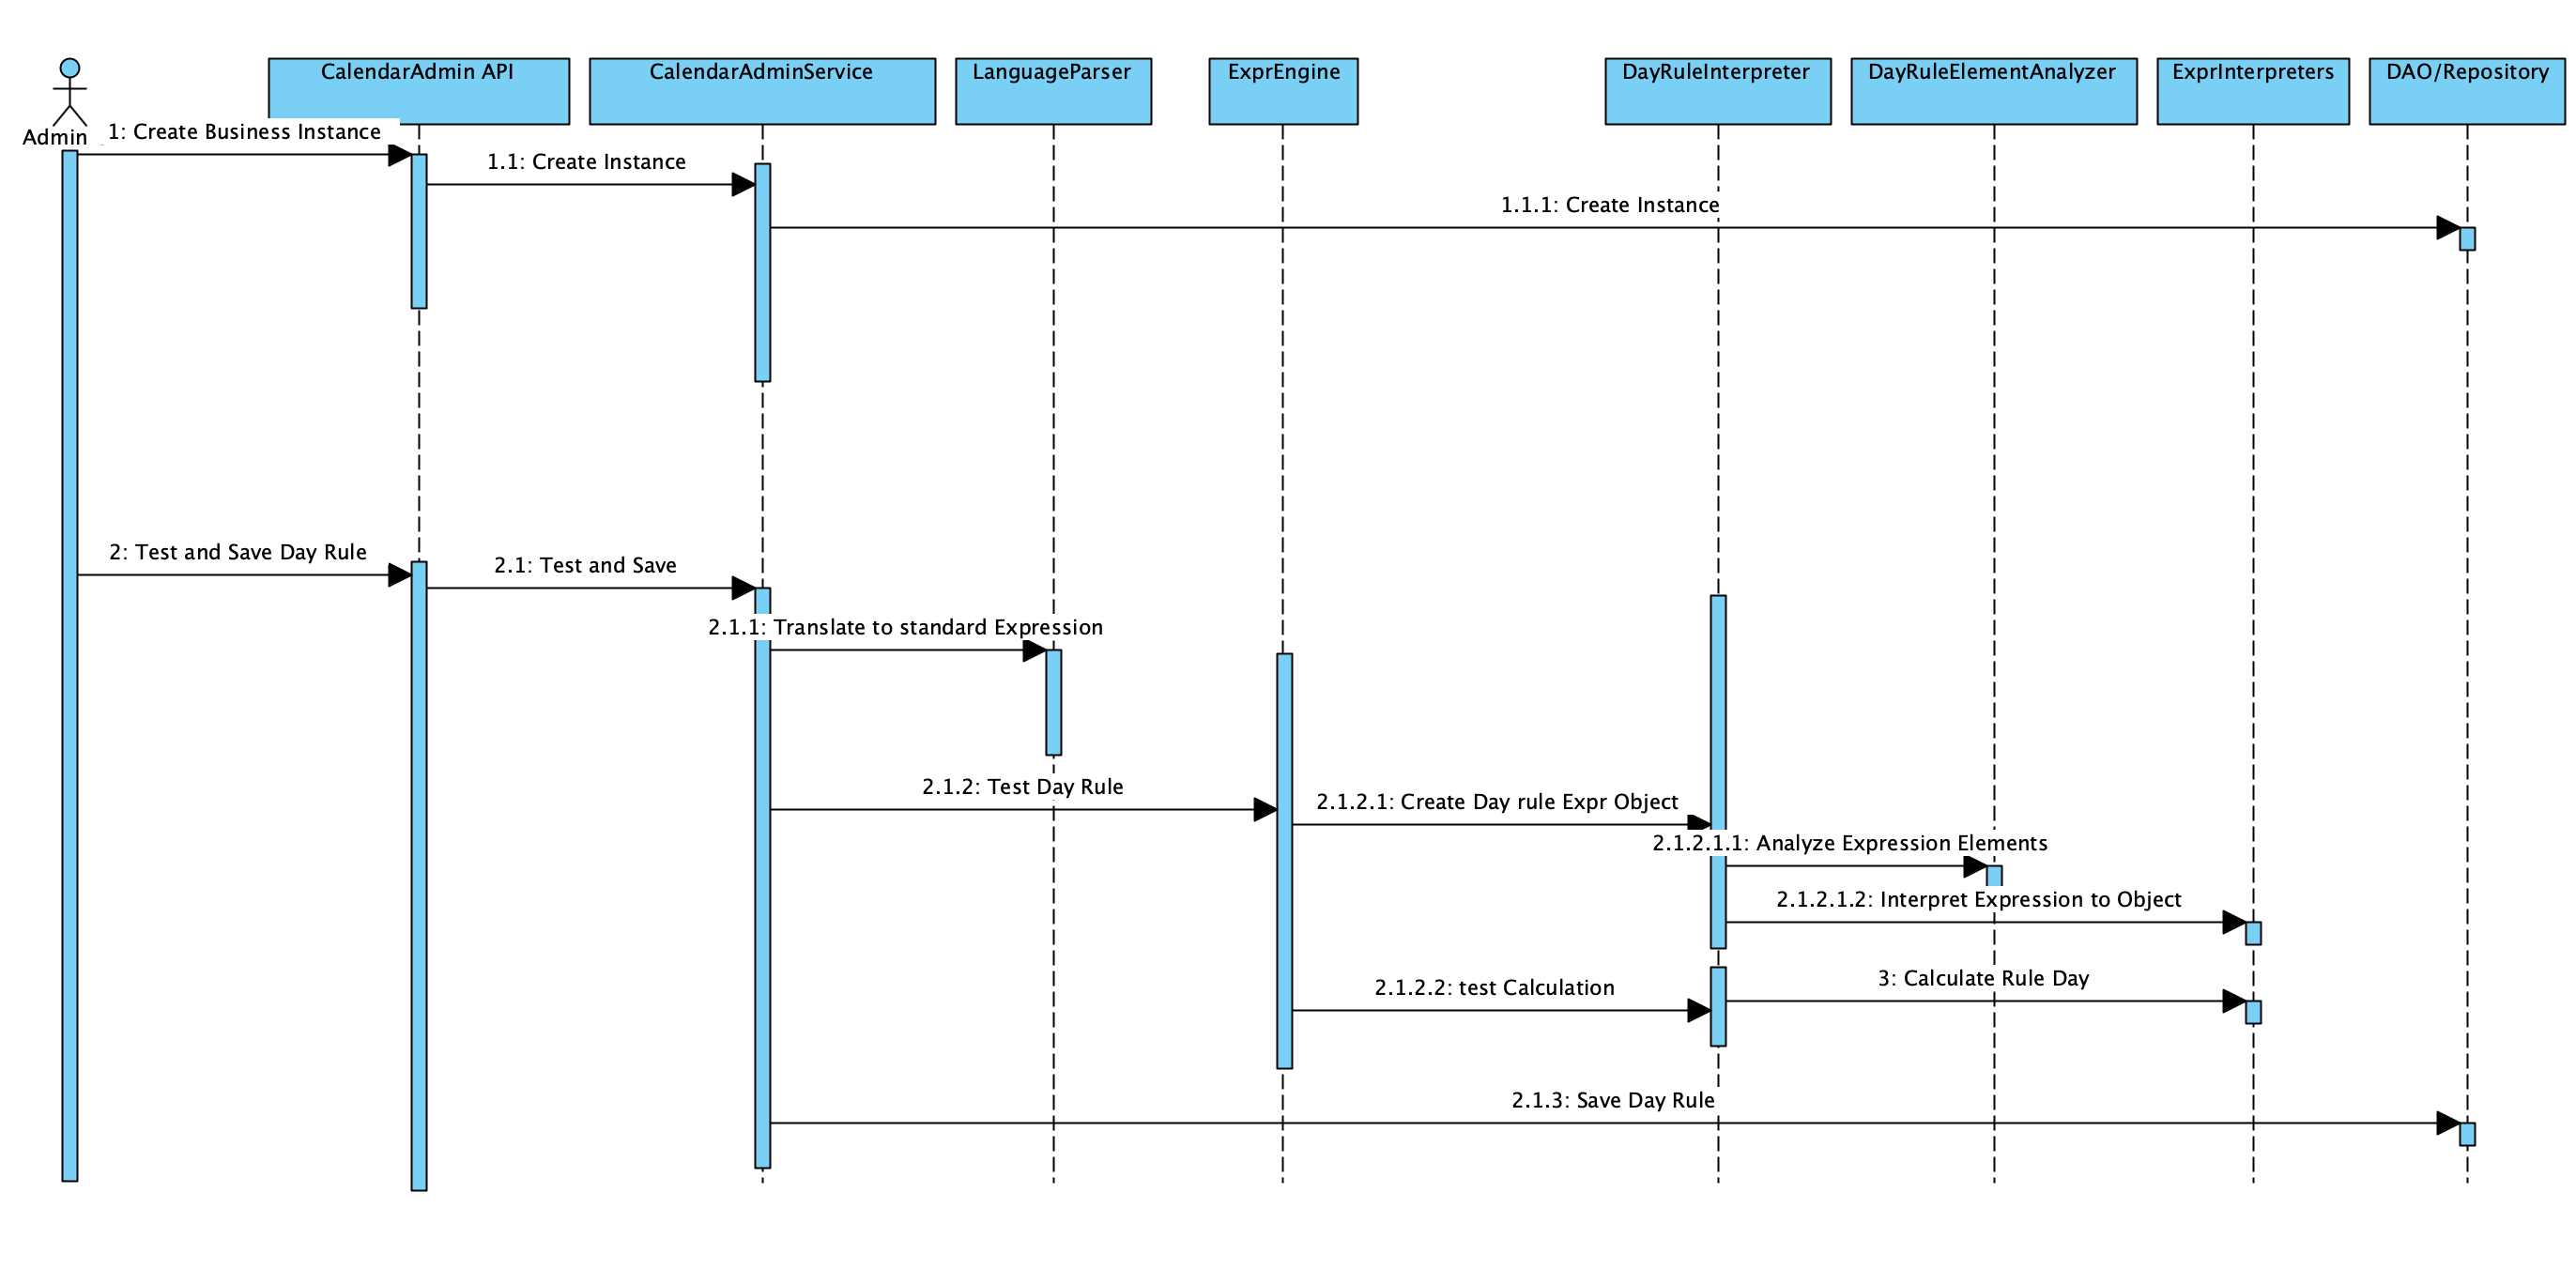 CalendarAdmin API
CalendarAdminService
LanguageParser
ExprEngine
DayRuleInterpreter
DayRuleElementAnalyzer
ExprInterpreters
DAO/Repository
Admin
1: Create Business Instance
1.1: Create Instance
1.1.1: Create Instance
2: Test and Save Day Rule
2.1: Test and Save
2.1.1: Translate to standard Expression
2.1.2: Test Day Rule
2.1.2.1: Create Day rule Expr Object
2.1.2.1.1: Analyze Expression Elements
2.1.2.1.2: Interpret Expression to Object
3: Calculate Rule Day
2.1.2.2: test Calculation
2.1.3: Save Day Rule